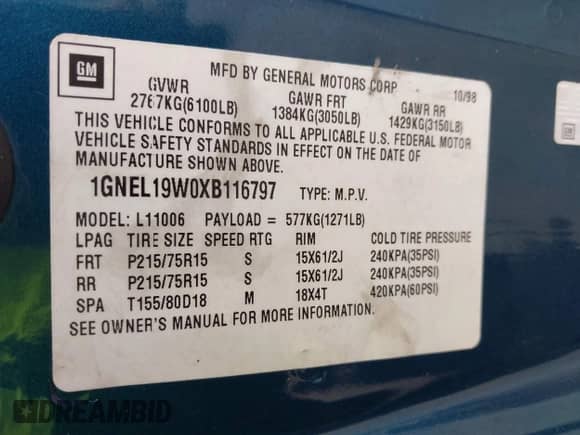 GM
MFD BY GENERAL MOTORS CORP 10/98
GVWR GAWR FRT GAWR RR
2767KG(6100LB) 1384KG(3050LB) 1429KG(3150LB)
THIS VEHICLE CONFORMS TO ALL APPLICABLE U.S. FEDERAL MOTOR
VEHICLE SAFETY STANDARDS IN EFFECT ON THE DATE OF
MANUFACTURE SHOWN ABOVE.
1GNEL19W0XB116797 TYPE: M.P.V.
MODEL: L11006 PAYLOAD = 577KG(1271LB)
LPAG TIRE SIZE SPEED RTG RIM COLD TIRE PRESSURE
FRT P215/75R15 S 15X61/2J 240KPA(35PSI)
RR P215/75R15 S 15X61/2J 240KPA(35PSI)
SPA T155/80D18 M 18X4T 420KPA(60PSI)
SEE OWNER'S MANUAL FOR MORE INFORMATION
DREAMBID